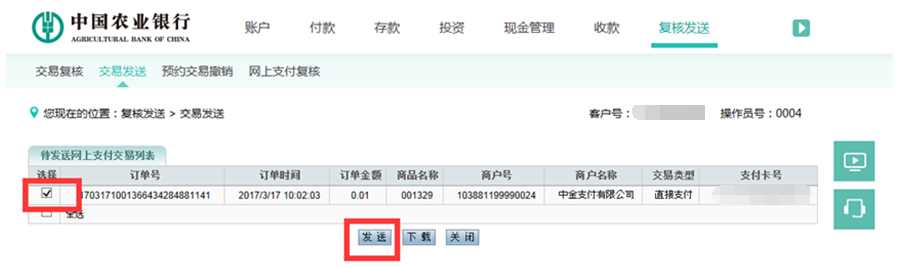 中国农业银行
AGRICULTURAL BANK OF CHINA
账户 付款 存款 投资 现金管理 收款 复核发送
交易复核 交易发送 预约交易撤销 网上支付复核
您现在的位置：复核发送 > 交易发送 客户号： 操作员号：0004
待发送网上支付交易列表
选择 订单号 订单时间 订单金额 商品名称 商户号 商户名称 交易类型 支付卡号
1703171001366434284881141 2017/3/17 10:02:03 0.01 001329 103881199990024 中金支付有限公司 直接支付
全选
发送 下载 关闭